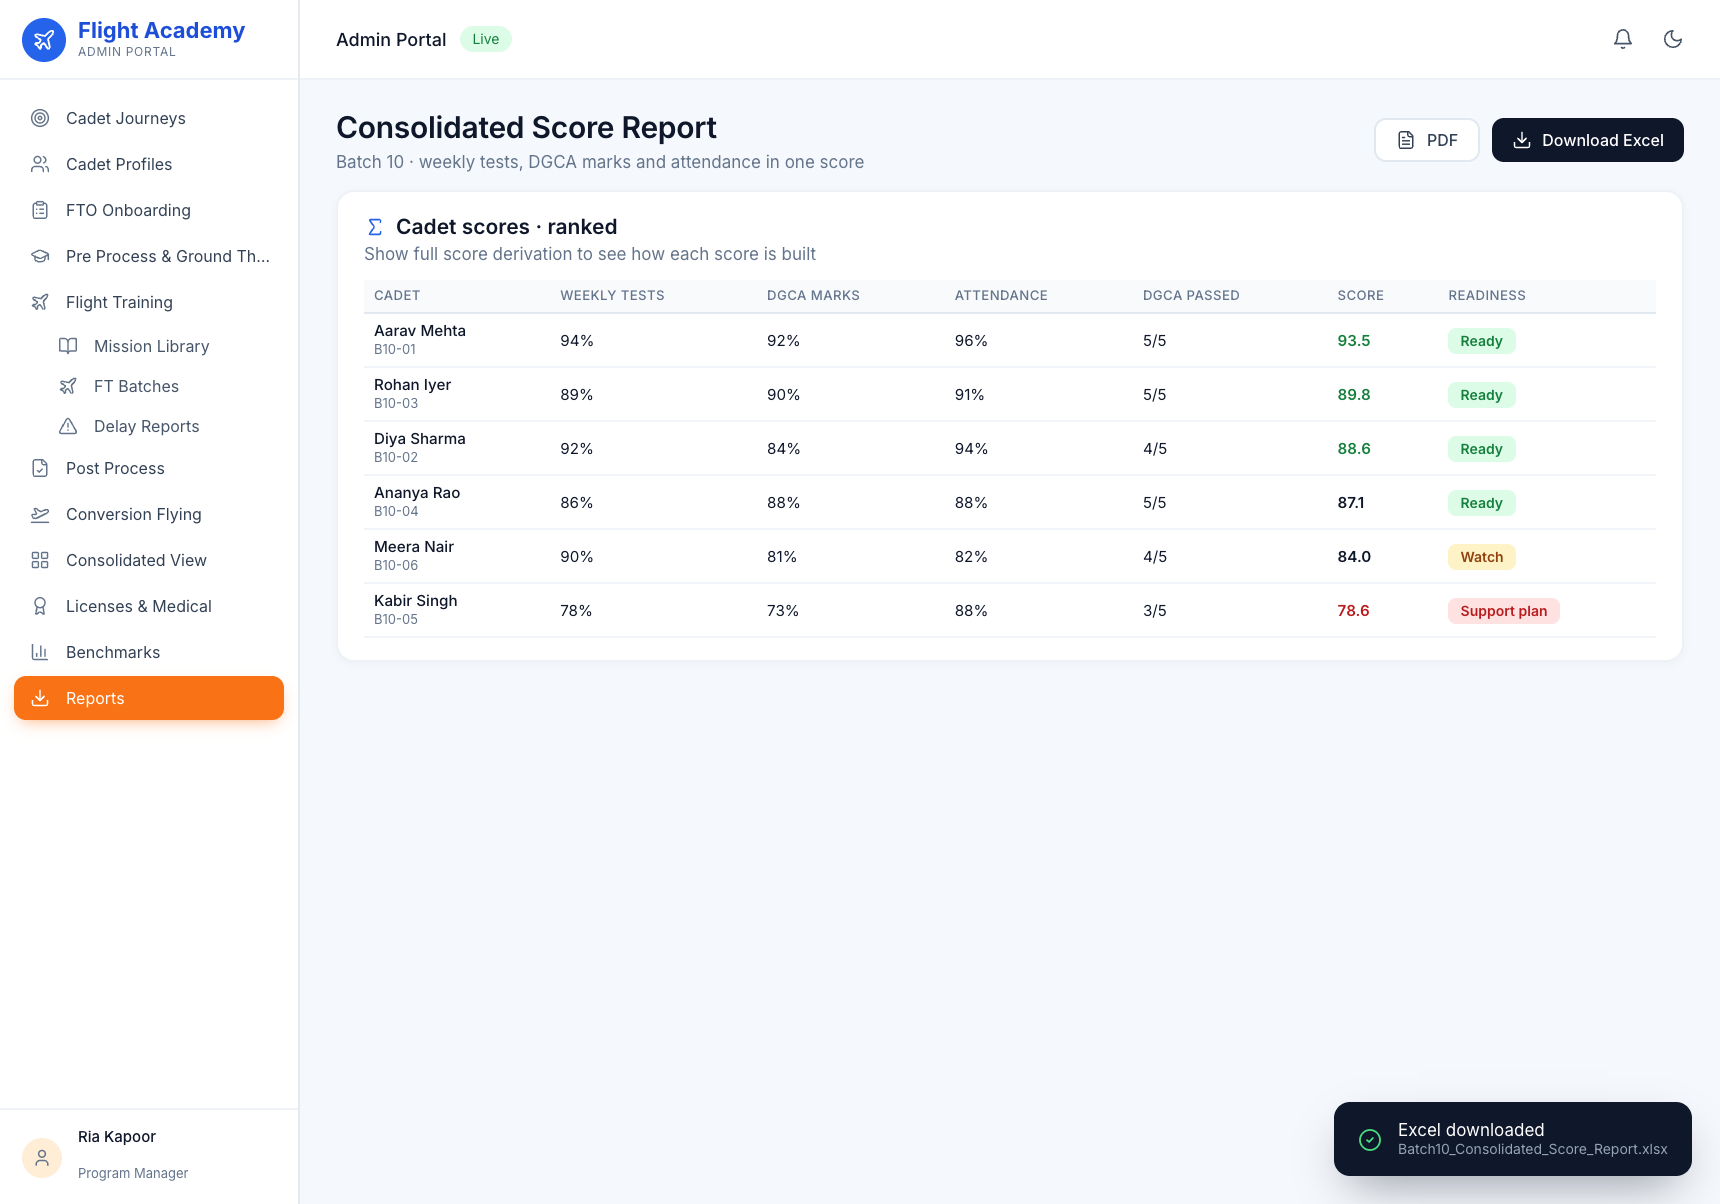 Flight Academy
ADMIN PORTAL
Admin Portal
Live
Cadet Journeys
Cadet Profiles
FTO Onboarding
Pre Process & Ground Th...
Flight Training
Mission Library
FT Batches
Delay Reports
Post Process
Conversion Flying
Consolidated View
Licenses & Medical
Benchmarks
Reports
Ria Kapoor
Program Manager
Consolidated Score Report
Batch 10 · weekly tests, DGCA marks and attendance in one score
PDF
Download Excel
Cadet scores · ranked
Show full score derivation to see how each score is built
CADET WEEKLY TESTS DGCA MARKS ATTENDANCE DGCA PASSED SCORE READINESS
Aarav Mehta
B10-01
94% 92% 96% 5/5 93.5 Ready
Rohan Iyer
B10-03
89% 90% 91% 5/5 89.8 Ready
Diya Sharma
B10-02
92% 84% 94% 4/5 88.6 Ready
Ananya Rao
B10-04
86% 88% 88% 5/5 87.1 Ready
Meera Nair
B10-06
90% 81% 82% 4/5 84.0 Watch
Kabir Singh
B10-05
78% 73% 88% 3/5 78.6 Support plan
Excel downloaded
Batch10_Consolidated_Score_Report.xlsx